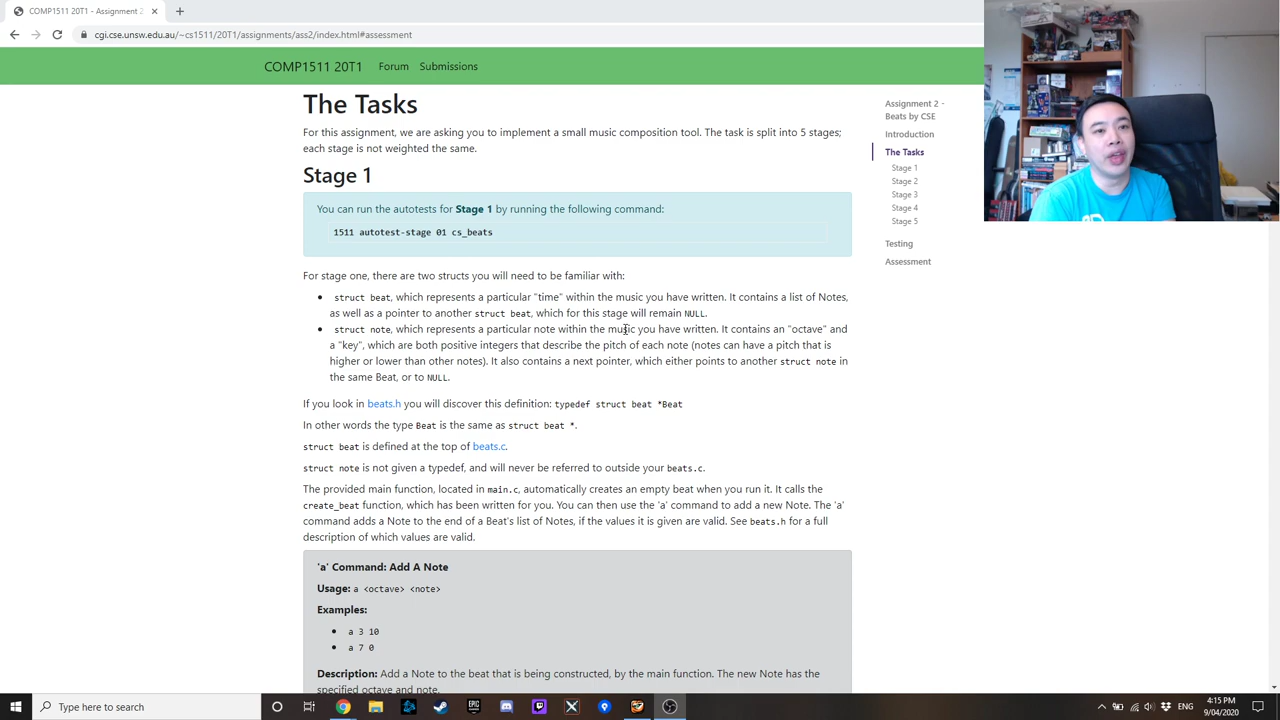 COMP1511 20T1 - Assignment 2
cgi.cse.unsw.edu.au/~cs1511/20T1/assignments/ass2/index.html#assessment
COMP1511 20T1 Forum Submissions
The Tasks
For this assignment, we are asking you to implement a small music composition tool. The task is split into 5 stages;
each stage is not weighted the same.
Stage 1
You can run the autotests for Stage 1 by running the following command:
1511 autotest-stage 01 cs_beats
For stage one, there are two structs you will need to be familiar with:
• struct beat, which represents a particular "time" within the music you have written. It contains a list of Notes,
as well as a pointer to another struct beat, which for this stage will remain NULL.
• struct note, which represents a particular note within the music you have written. It contains an "octave" and
a "key", which are both positive integers that describe the pitch of each note (notes can have a pitch that is
higher or lower than other notes). It also contains a next pointer, which either points to another struct note in
the same Beat, or to NULL.
If you look in beats.h you will discover this definition: typedef struct beat *Beat
In other words the type Beat is the same as struct beat *.
struct beat is defined at the top of beats.c.
struct note is not given a typedef, and will never be referred to outside your beats.c.
The provided main function, located in main.c, automatically creates an empty beat when you run it. It calls the
create_beat function, which has been written for you. You can then use the 'a' command to add a new Note. The 'a'
command adds a Note to the end of a Beat's list of Notes, if the values it is given are valid. See beats.h for a full
description of which values are valid.
'a' Command: Add A Note
Usage: a <octave> <note>
Examples:
• a 3 10
• a 7 0
Description: Add a Note to the beat that is being constructed, by the main function. The new Note has the
specified octave and note.
Assignment 2 -
Beats by CSE
Introduction
The Tasks
Stage 1
Stage 2
Stage 3
Stage 4
Stage 5
Testing
Assessment
Type here to search
ENG
4:15 PM
9/04/2020